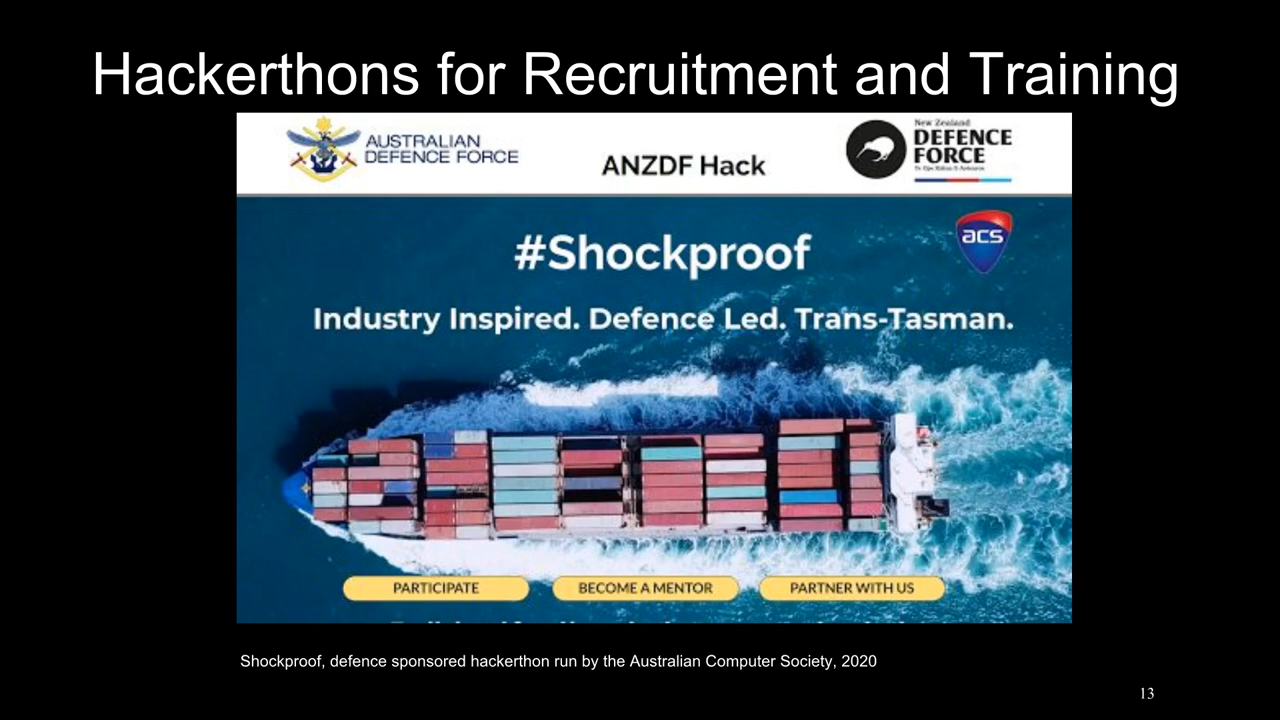 Hackerthons for Recruitment and Training
AUSTRALIAN
DEFENCE FORCE
ANZDF Hack
New Zealand
DEFENCE
FORCE
acs
#Shockproof
Industry Inspired. Defence Led. Trans-Tasman.
PARTICIPATE
BECOME A MENTOR
PARTNER WITH US
Shockproof, defence sponsored hackerthon run by the Australian Computer Society, 2020
13